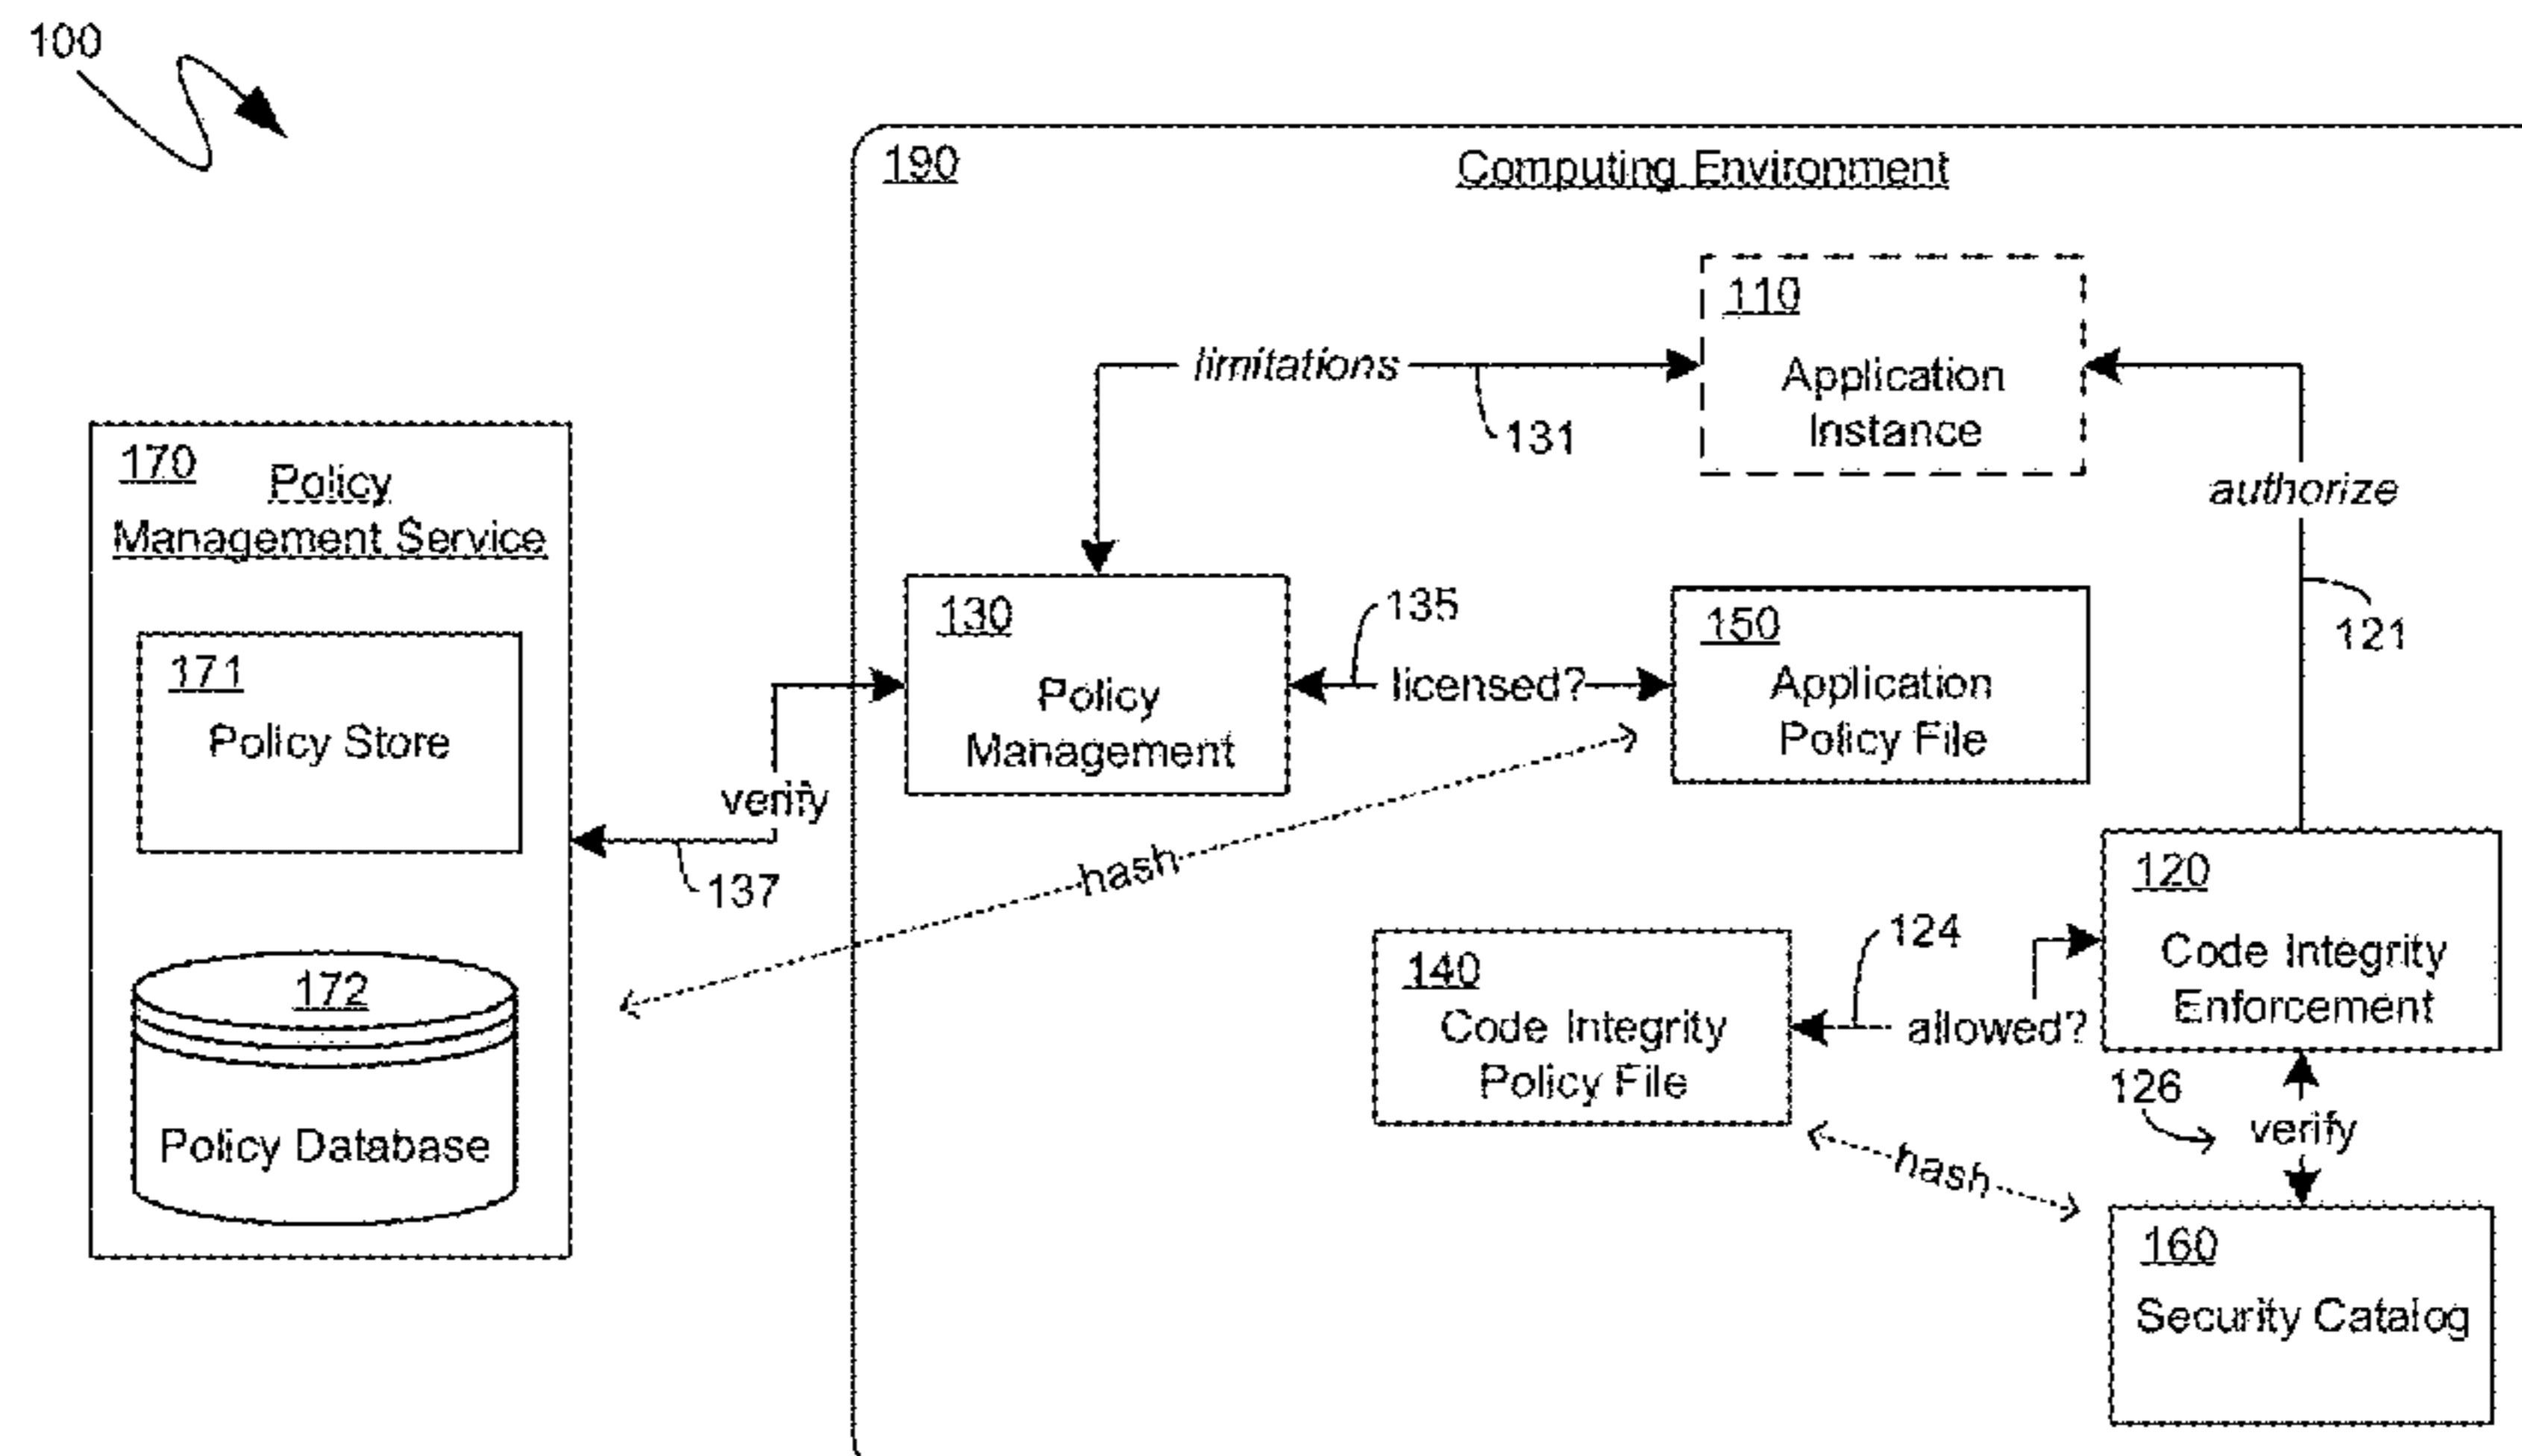 100
190
Computing Environment
110
Application
Instance
limitations
131
authorize
121
170
Policy
Management Service
171
Policy Store
172
Policy Database
verify
137
130
Policy
Management
135
licensed?
150
Application
Policy File
hash
120
Code Integrity
Enforcement
124
allowed?
140
Code Integrity
Policy File
126
verify
hash
160
Security Catalog